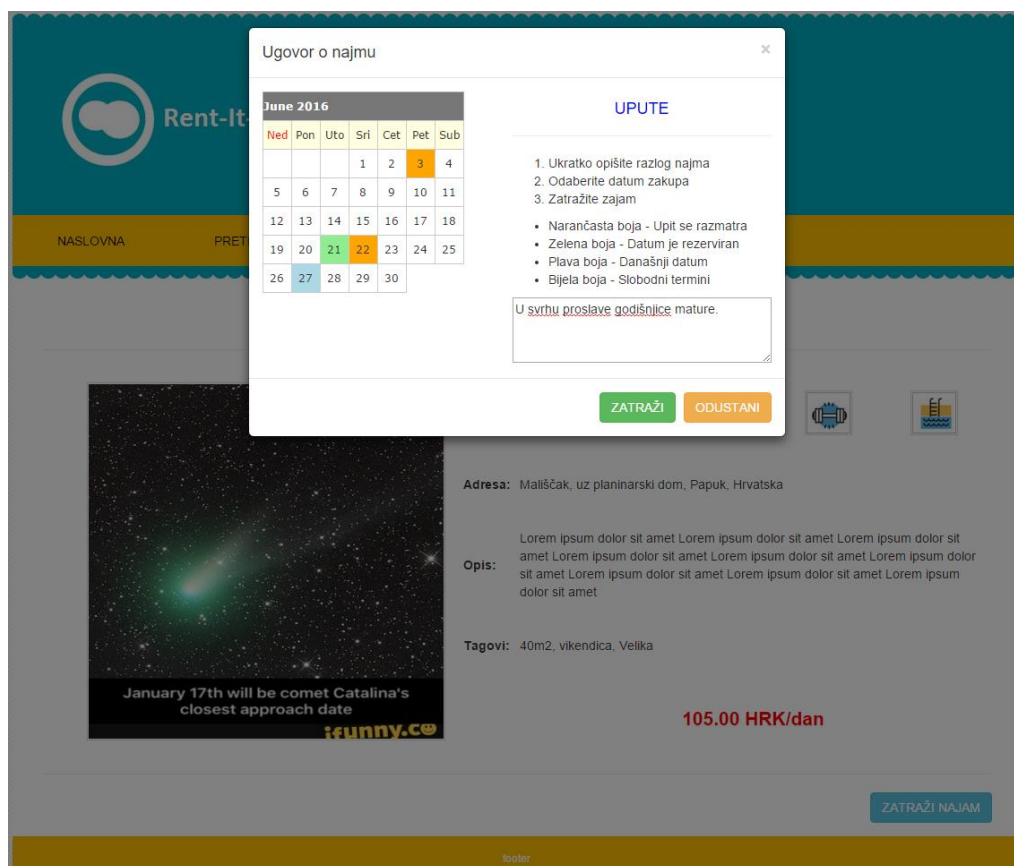 Ugovor o najmu ×
June 2016
Ned Pon Uto Sri Cet Pet Sub
1 2 3 4
5 6 7 8 9 10 11
12 13 14 15 16 17 18
19 20 21 22 23 24 25
26 27 28 29 30
UPUTE
1. Ukratko opišite razlog najma
2. Odaberite datum zakupa
3. Zatražite zajam
• Narančasta boja - Upit se razmatra
• Zelena boja - Datum je rezerviran
• Plava boja - Današnji datum
• Bijela boja - Slobodni termini
U svrhu proslave godišnjice mature.
ZATRAŽI ODUSTANI
Rent-It-
NASLOVNA PRET
Adresa: Mališčak, uz planinarski dom, Papuk, Hrvatska
Opis: Lorem ipsum dolor sit amet Lorem ipsum dolor sit amet Lorem ipsum dolor sit
amet Lorem ipsum dolor sit amet Lorem ipsum dolor sit amet Lorem ipsum dolor
sit amet Lorem ipsum dolor sit amet Lorem ipsum dolor sit amet Lorem ipsum
dolor sit amet
Tagovi: 40m2, vikendica, Velika
January 17th will be comet Catalina's
closest approach date
ifunny.co
105.00 HRK/dan
ZATRAŽI NAJAM
footer